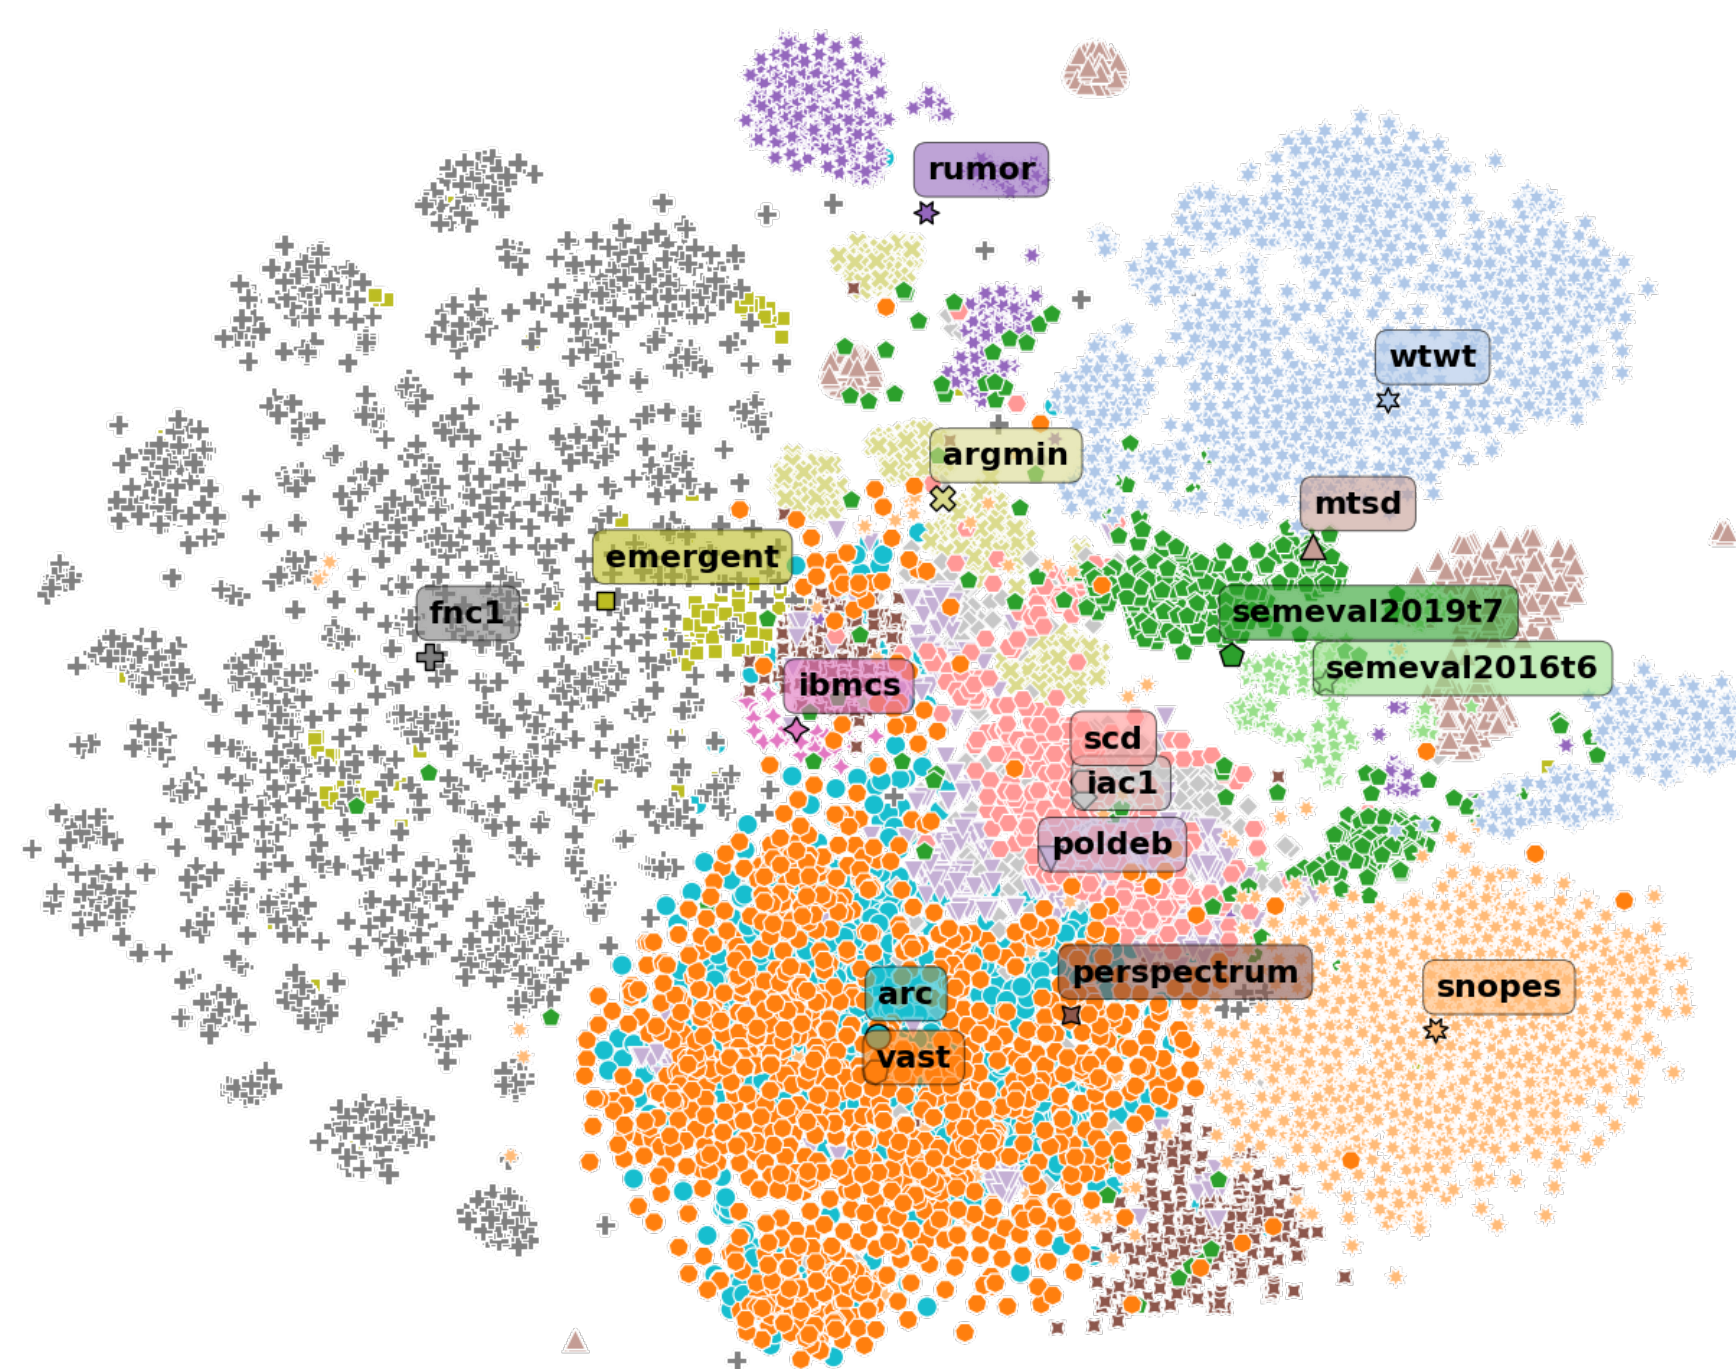 rumor
wtwt
argmin
mtsd
emergent
fnc1
semeval2019t7
semeval2016t6
ibmcs
scd
iac1
poldeb
perspectrum
arc
snopes
vast